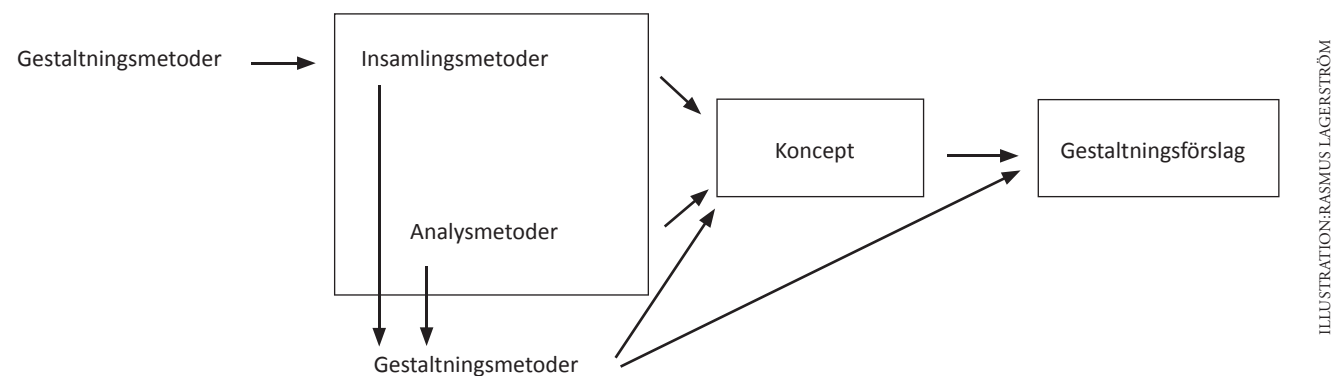 Gestaltningsmetoder
Insamlingsmetoder
Koncept
Gestaltningsförslag
Analysmetoder
Gestaltningsmetoder
ILLUSTRATION:RASMUS LAGERSTRÖM